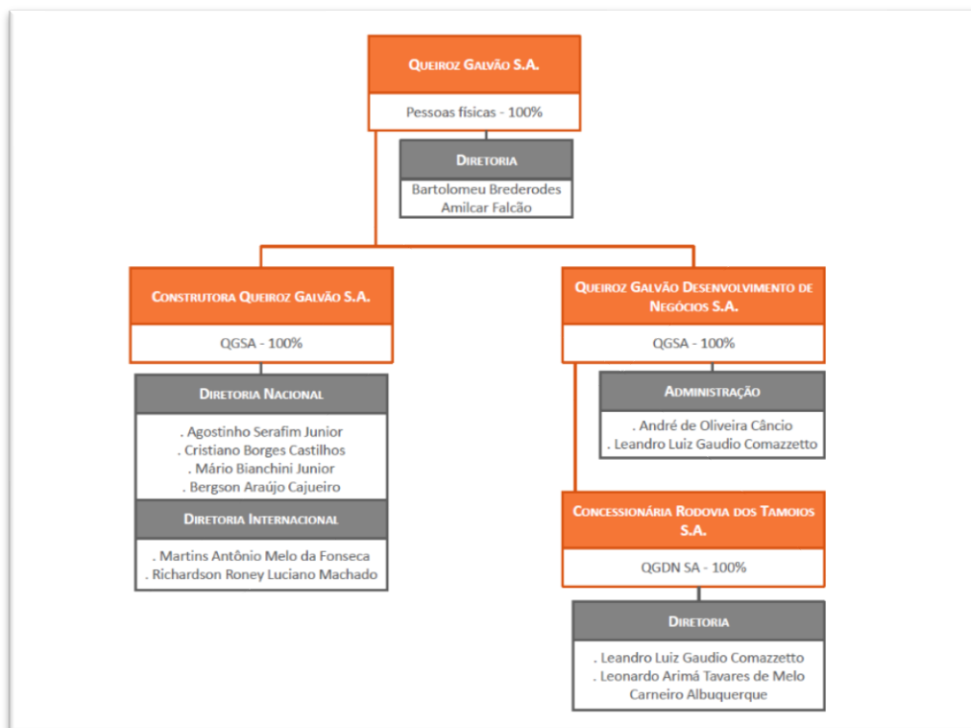 QUEIROZ GALVÃO S.A.
Pessoas físicas - 100%
DIRETORIA
Bartolomeu Brederodes
Amilcar Falcão
CONSTRUTORA QUEIROZ GALVÃO S.A.
QGSA - 100%
DIRETORIA NACIONAL
. Agostinho Serafim Junior
. Cristiano Borges Castilhos
. Mário Bianchini Junior
. Bergson Araújo Cajueiro
DIRETORIA INTERNACIONAL
. Martins Antônio Melo da Fonseca
. Richardson Roney Luciano Machado
QUEIROZ GALVÃO DESENVOLVIMENTO DE
NEGÓCIOS S.A.
QGSA - 100%
ADMINISTRAÇÃO
. André de Oliveira Câncio
. Leandro Luiz Gaudio Comazzetto
CONCESSIONÁRIA RODOVIA DOS TAMOIOS
S.A.
QGDN SA - 100%
DIRETORIA
. Leandro Luiz Gaudio Comazzetto
. Leonardo Arimá Tavares de Melo
Carneiro Albuquerque